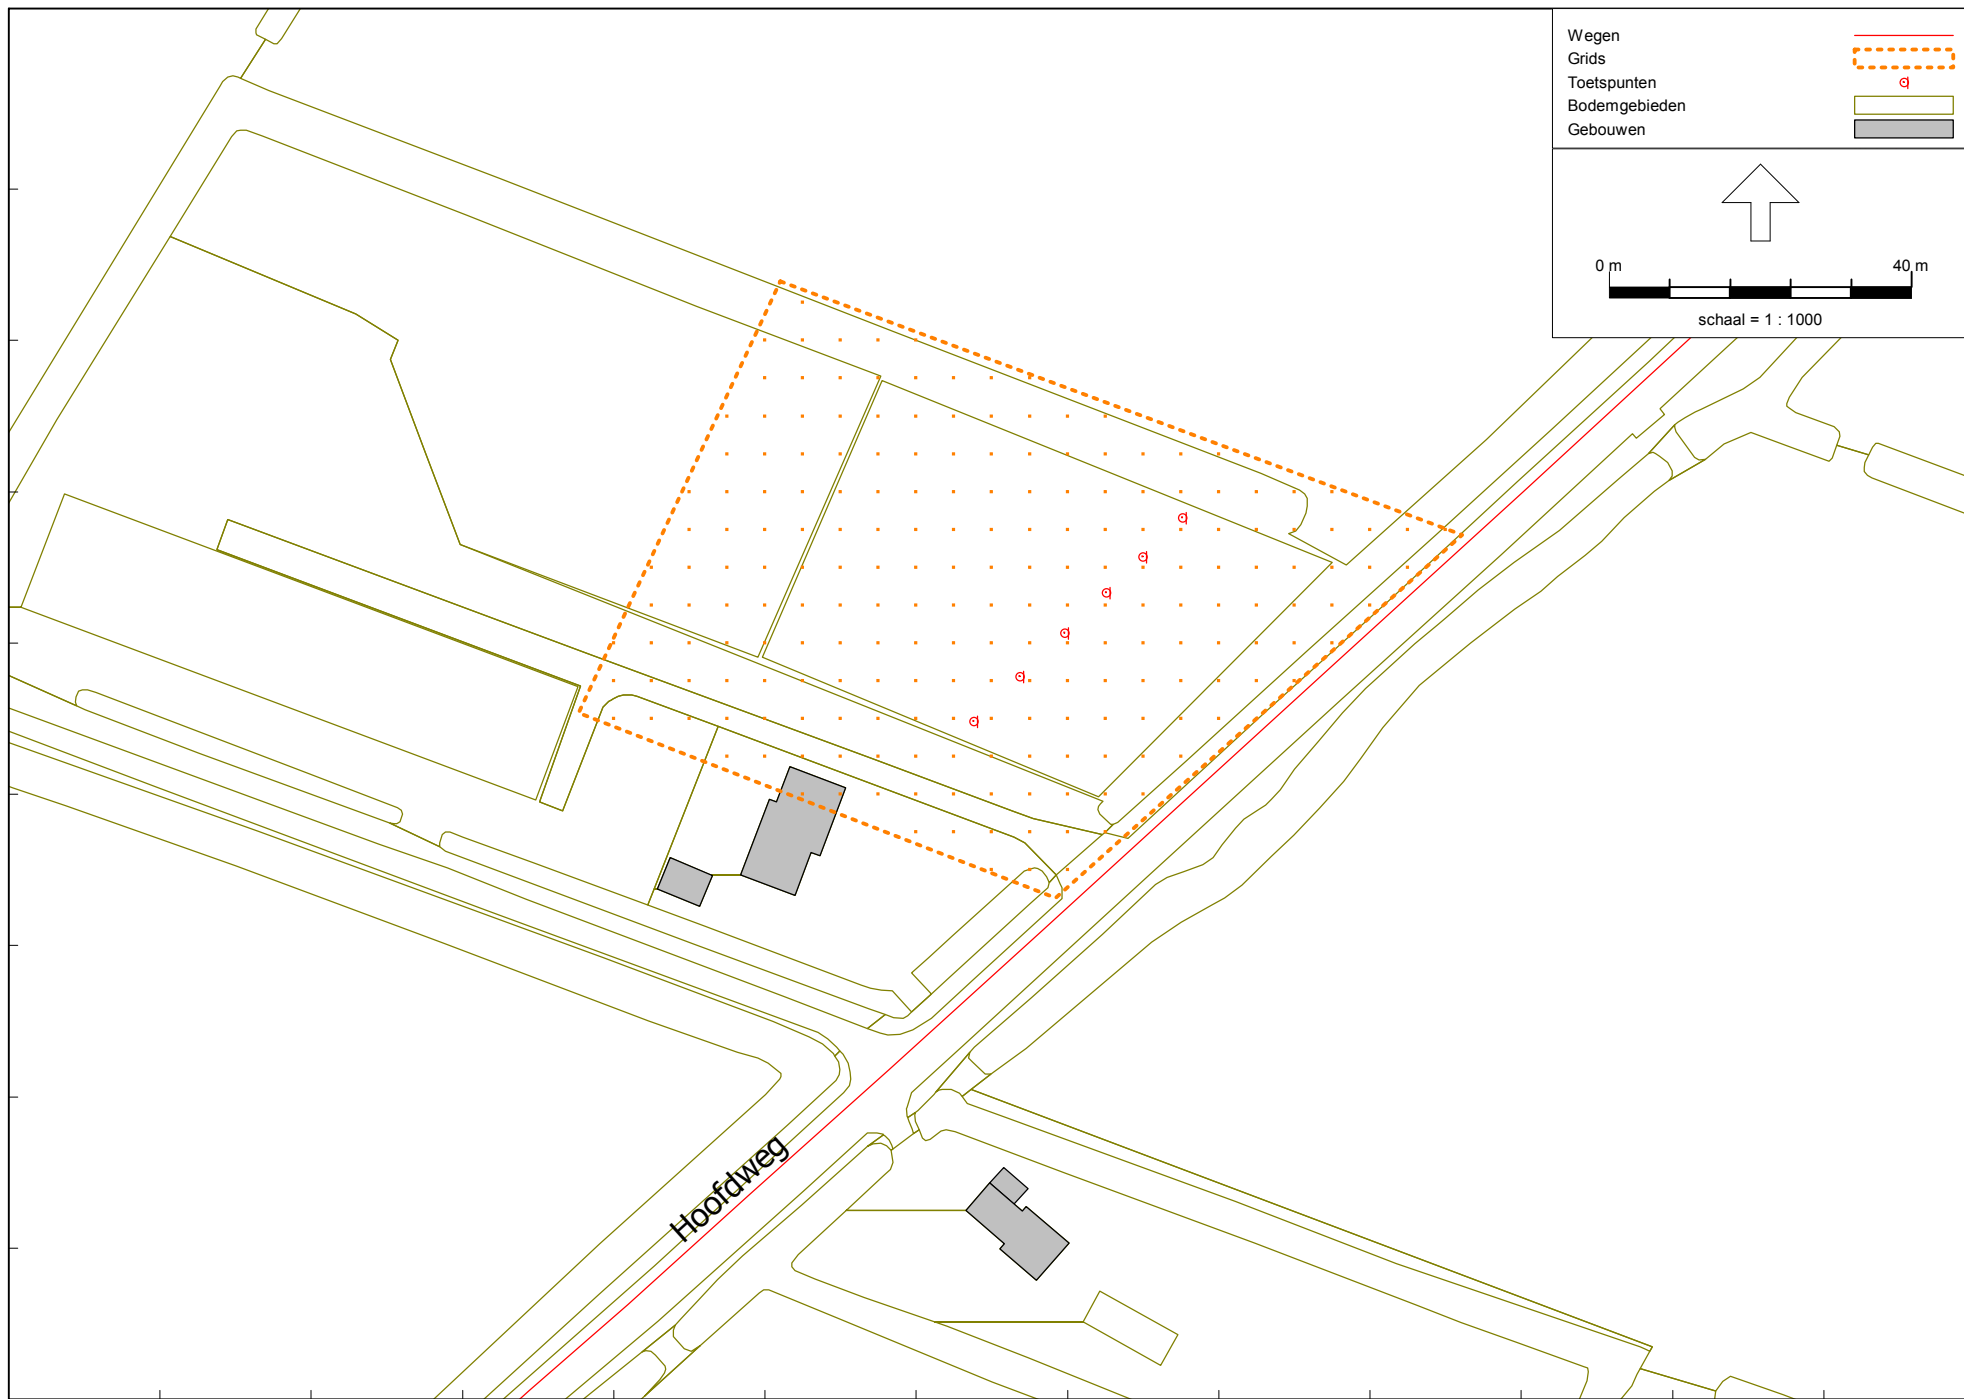 Wegen
Grids
Toetspunten
Bodemgebieden
Gebouwen
0 m 40 m
schaal = 1 : 1000
Hoofdweg